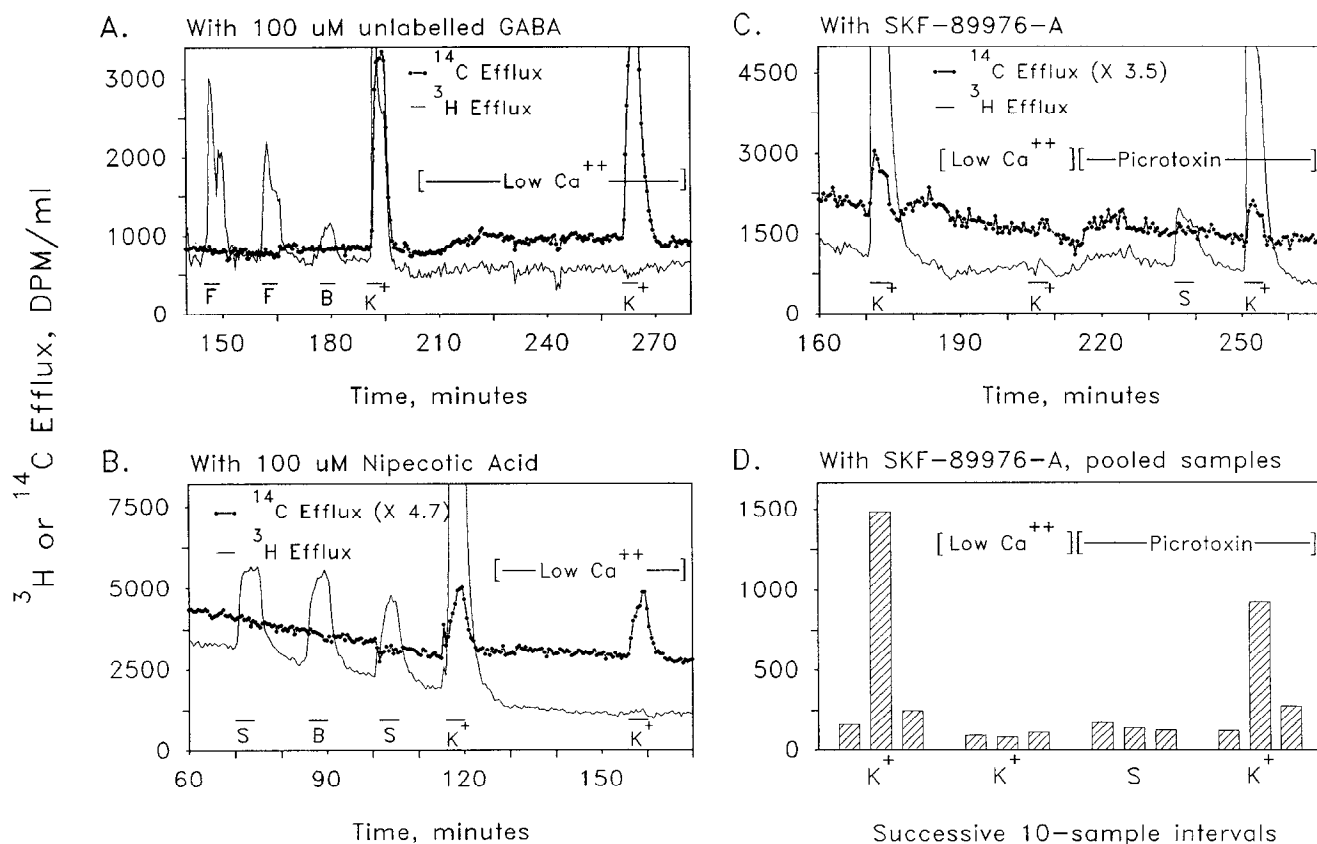 ³H or ¹⁴C Efflux, DPM/ml
A. With 100 uM unlabelled GABA
¹⁴C Efflux
³H Efflux
[ Low Ca⁺⁺ ]
3000
2000
1000
0
F F B K⁺ K⁺
150 180 210 240 270
Time, minutes
B. With 100 uM Nipecotic Acid
¹⁴C Efflux (X 4.7)
³H Efflux
[ Low Ca⁺⁺ ]
7500
5000
2500
0
S B S K⁺ K⁺
60 90 120 150
Time, minutes
C. With SKF-89976-A
¹⁴C Efflux (X 3.5)
³H Efflux
[Low Ca⁺⁺][ Picrotoxin ]
4500
3000
1500
0
K⁺ K⁺ S K⁺
160 190 220 250
Time, minutes
D. With SKF-89976-A, pooled samples
[Low Ca⁺⁺][ Picrotoxin ]
1500
1000
500
0
K⁺ K⁺ S K⁺
Successive 10-sample intervals